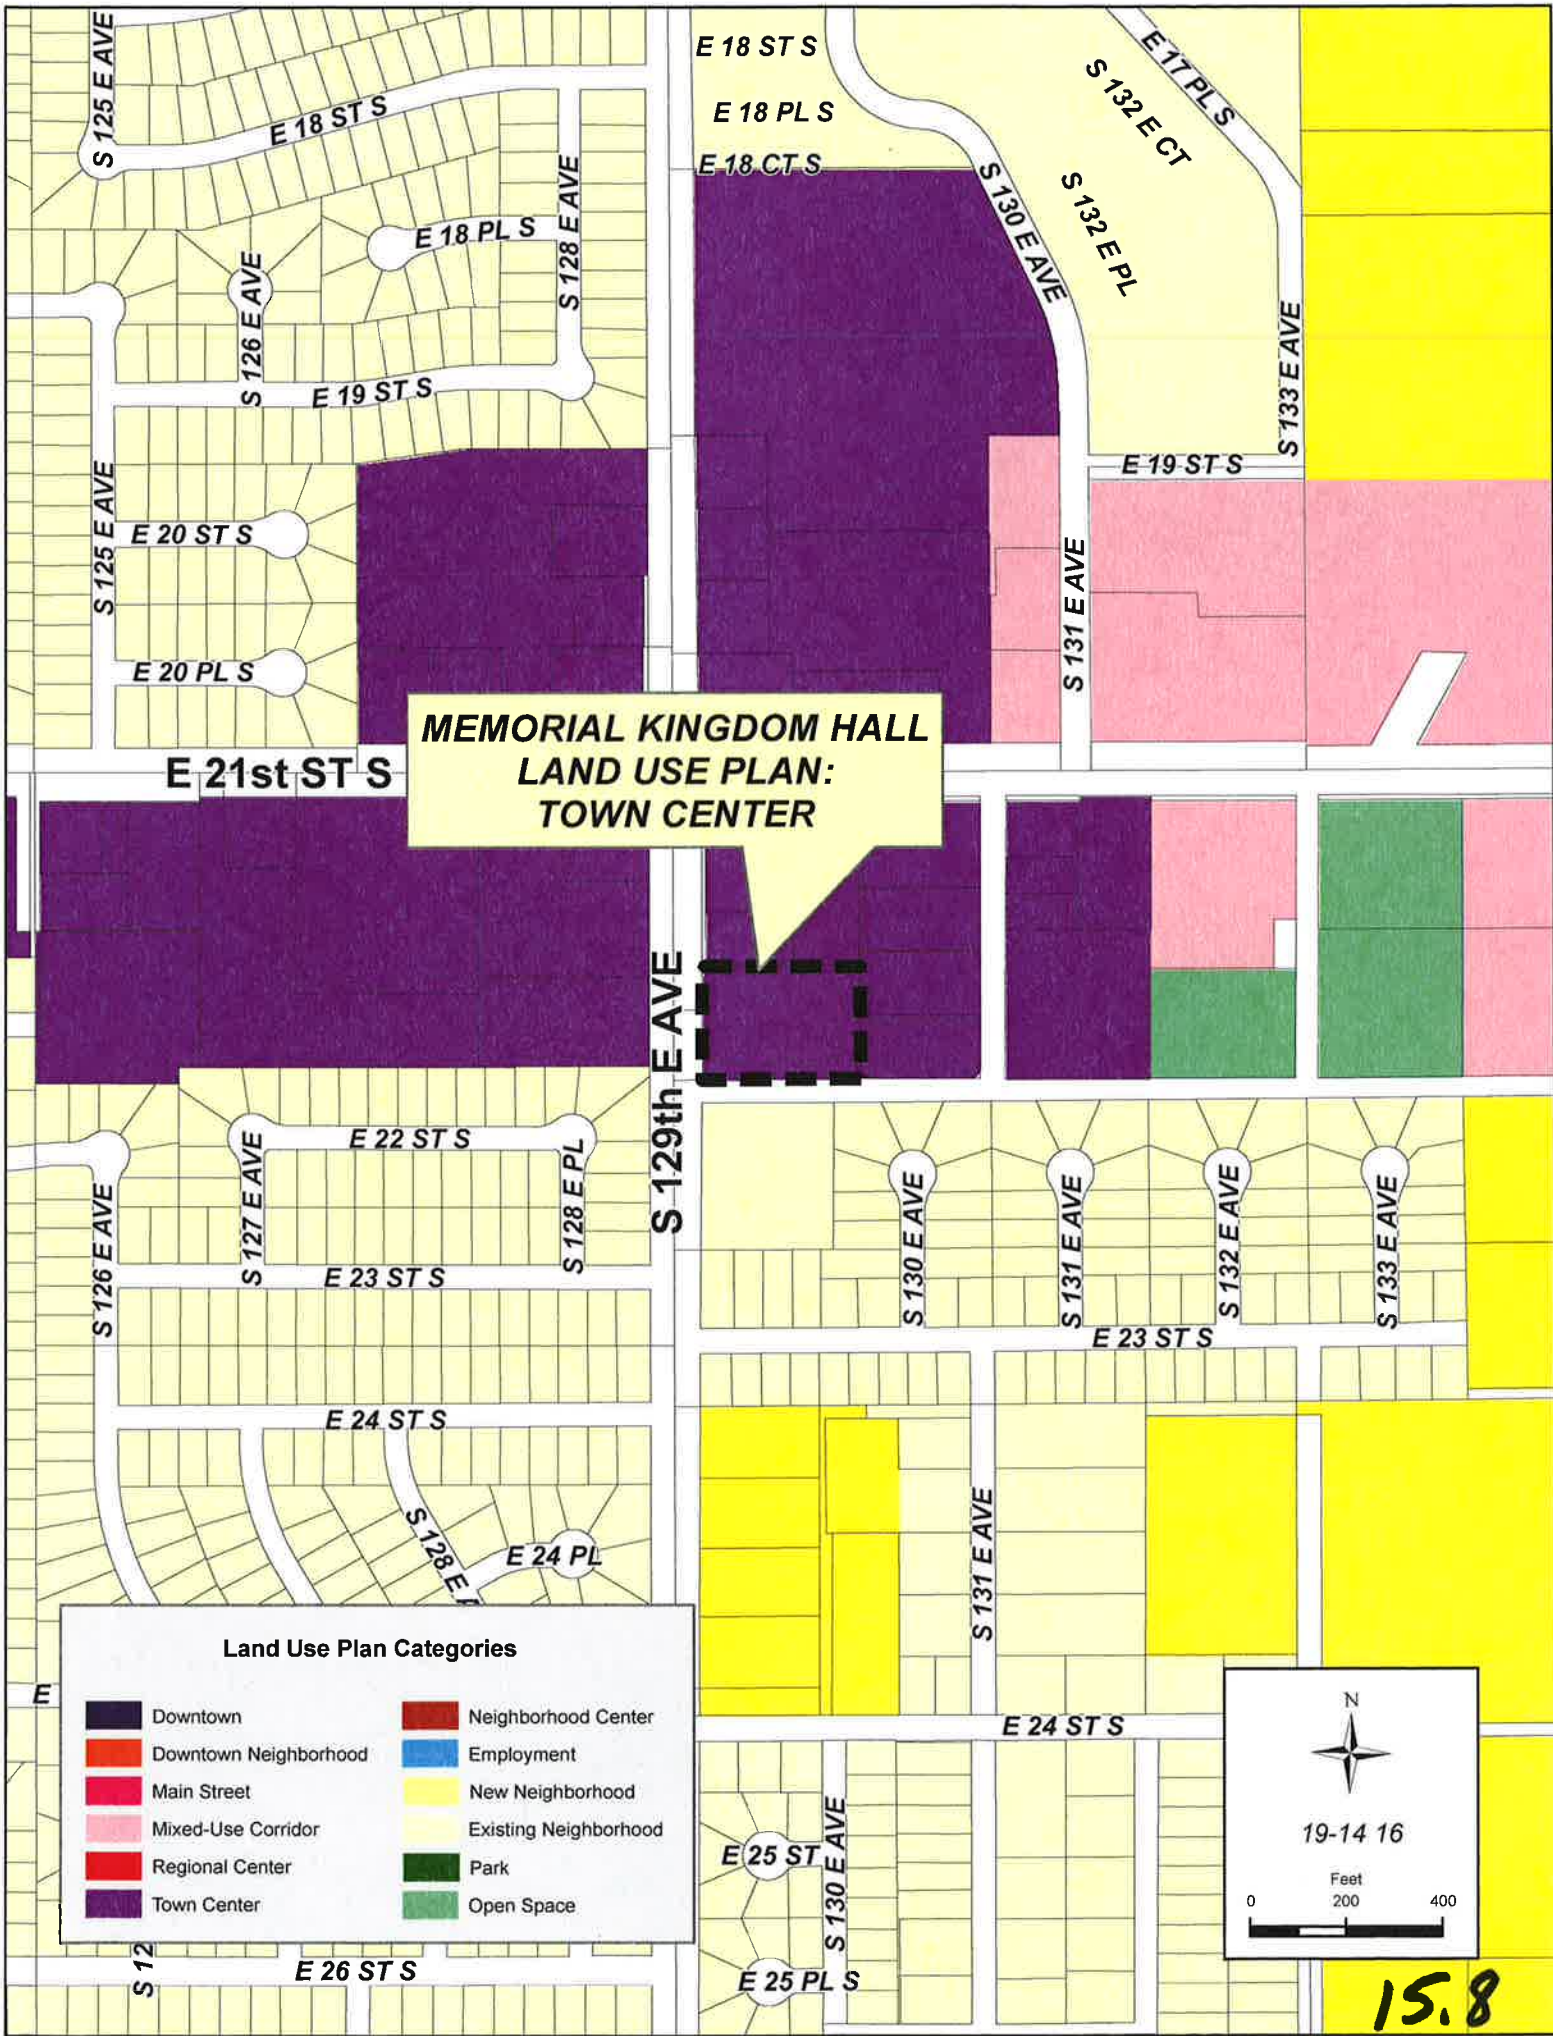 S 125 E AVE
E 18 ST S
S 128 E AVE
E 18 PL S
S 126 E AVE
E 19 ST S
S 125 E AVE
E 20 ST S
E 20 PL S
E 18 ST S
E 18 PL S
E 18 CT S
S 130 E AVE
E 17 PL S
S 132 E CT
S 132 E PL
S 133 E AVE
E 19 ST S
S 131 E AVE
MEMORIAL KINGDOM HALL
LAND USE PLAN:
TOWN CENTER
E 21st ST S
S 129th E AVE
E 22 ST S
S 126 E AVE
S 127 E AVE
S 128 E PL
E 23 ST S
S 130 E AVE
S 131 E AVE
S 132 E AVE
S 133 E AVE
E 23 ST S
E 24 ST S
S 128 E A
E 24 PL
S 131 E AVE
E 24 ST S
E
Land Use Plan Categories
Downtown
Downtown Neighborhood
Main Street
Mixed-Use Corridor
Regional Center
Town Center
Neighborhood Center
Employment
New Neighborhood
Existing Neighborhood
Park
Open Space
S 12
E 26 ST S
E 25 ST
S 130 E AVE
E 25 PL S
N
19-14 16
Feet
0 200 400
15.8